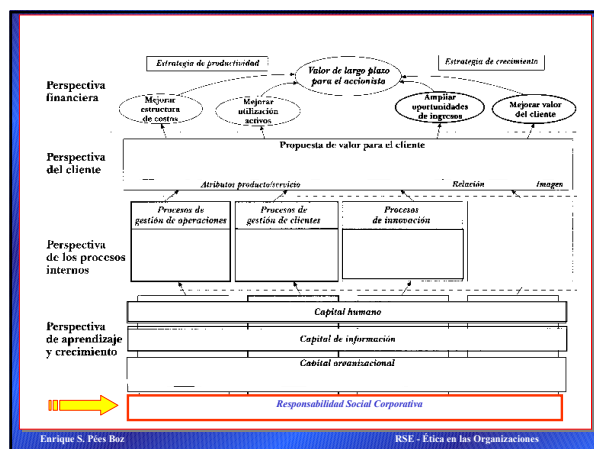 Estrategia de productividad
Estrategia de crecimiento
Valor de largo plazo
para el accionista
Perspectiva
financiera
Mejorar
estructura
de costos
Mejorar
utilización
activos
Ampliar
oportunidades
de ingresos
Mejorar valor
del cliente
Perspectiva
del cliente
Propuesta de valor para el cliente
Atributos producto/servicio
Relación
Imagen
Perspectiva
de los procesos
internos
Procesos de
gestión de operaciones
Procesos de
gestión de clientes
Procesos
de innovación
Perspectiva
de aprendizaje
y crecimiento
Capital humano
Capital de información
Capital organizacional
Responsabilidad Social Corporativa
Enrique S. Pées Boz
RSE - Ética en las Organizaciones